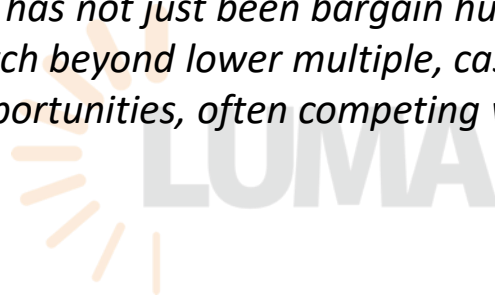 has not just been bargain hu
ch beyond lower multiple, cas
portunities, often competing
LUMA